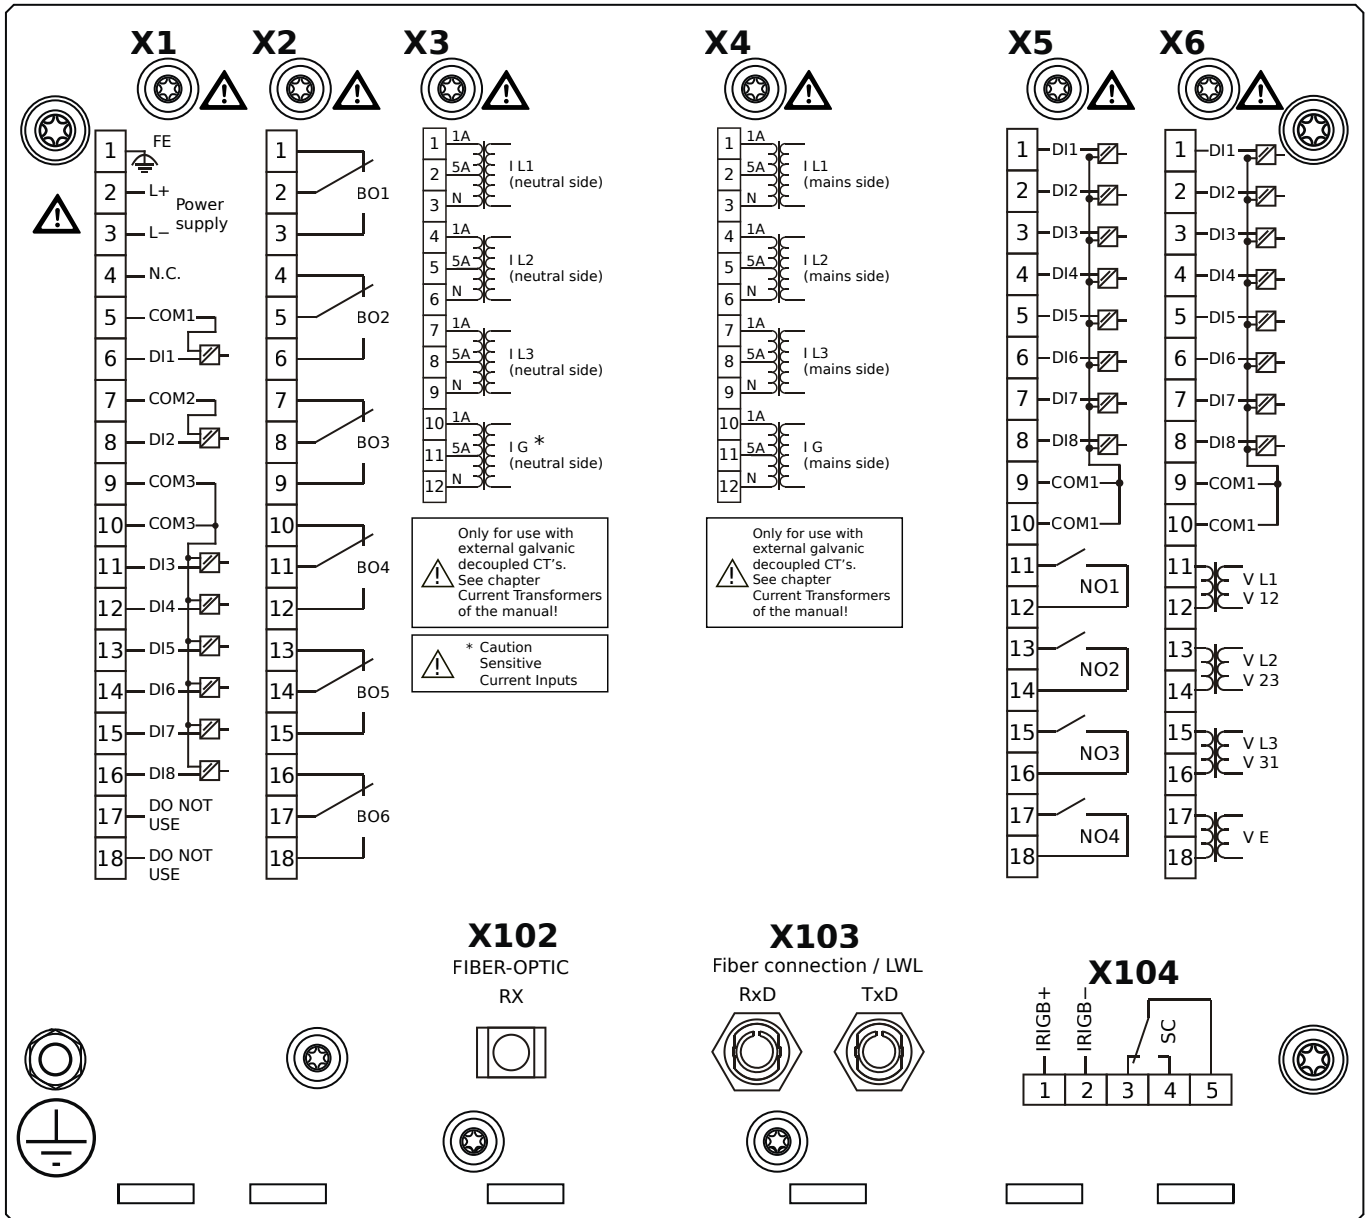 X1
X2
X3
X4
X5
X6
1
FE
2
L+
Power
supply
3
L−
4
N.C.
5
COM1
6
DI1
7
COM2
8
DI2
9
COM3
10
COM3
11
DI3
12
DI4
13
DI5
14
DI6
15
DI7
16
DI8
17
DO NOT
USE
18
DO NOT
USE
1
2
BO1
3
4
5
BO2
6
7
8
BO3
9
10
11
BO4
12
13
14
BO5
15
16
17
BO6
18
1
1A
2
5A
3
N
I L1
(neutral side)
4
1A
5
5A
6
N
I L2
(neutral side)
7
1A
8
5A
9
N
I L3
(neutral side)
10
1A
11
5A
12
N
I G *
(neutral side)
Only for use with
external galvanic
decoupled CT's.
See chapter
Current Transformers
of the manual!
* Caution
Sensitive
Current Inputs
1
1A
2
5A
3
N
I L1
(mains side)
4
1A
5
5A
6
N
I L2
(mains side)
7
1A
8
5A
9
N
I L3
(mains side)
10
1A
11
5A
12
N
I G
(mains side)
Only for use with
external galvanic
decoupled CT's.
See chapter
Current Transformers
of the manual!
1
DI1
2
DI2
3
DI3
4
DI4
5
DI5
6
DI6
7
DI7
8
DI8
9
COM1
10
COM1
11
NO1
12
13
NO2
14
15
NO3
16
17
NO4
18
1
DI1
2
DI2
3
DI3
4
DI4
5
DI5
6
DI6
7
DI7
8
DI8
9
COM1
10
COM1
11
V L1
V 12
12
13
V L2
V 23
14
15
V L3
V 31
16
17
V E
18
X102
FIBER-OPTIC
RX
X103
Fiber connection / LWL
RxD
TxD
X104
IRIGB+
IRIGB−
SC
1
2
3
4
5